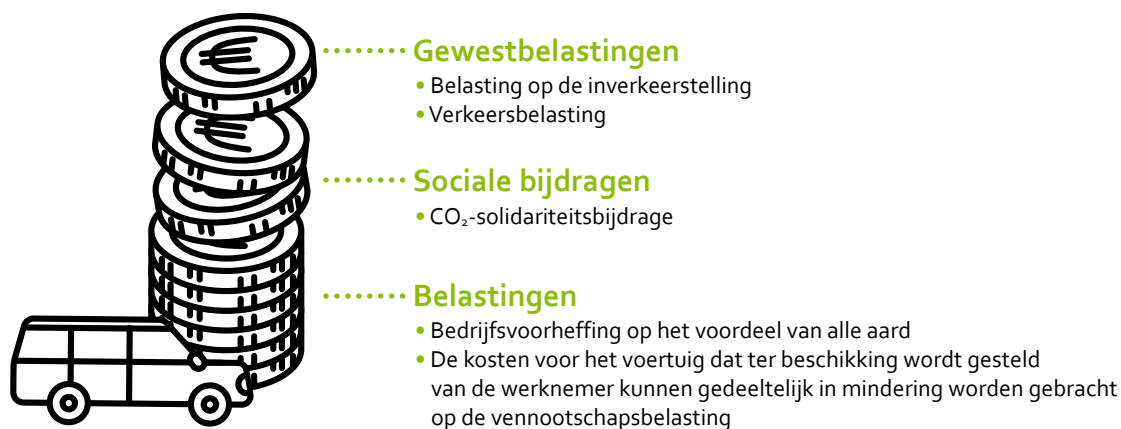 Gewestbelastingen
• Belasting op de inverkeerstelling
• Verkeersbelasting
Sociale bijdragen
• CO₂-solidariteitsbijdrage
Belastingen
• Bedrijfsvoorheffing op het voordeel van alle aard
• De kosten voor het voertuig dat ter beschikking wordt gesteld
van de werknemer kunnen gedeeltelijk in mindering worden gebracht
op de vennootschapsbelasting